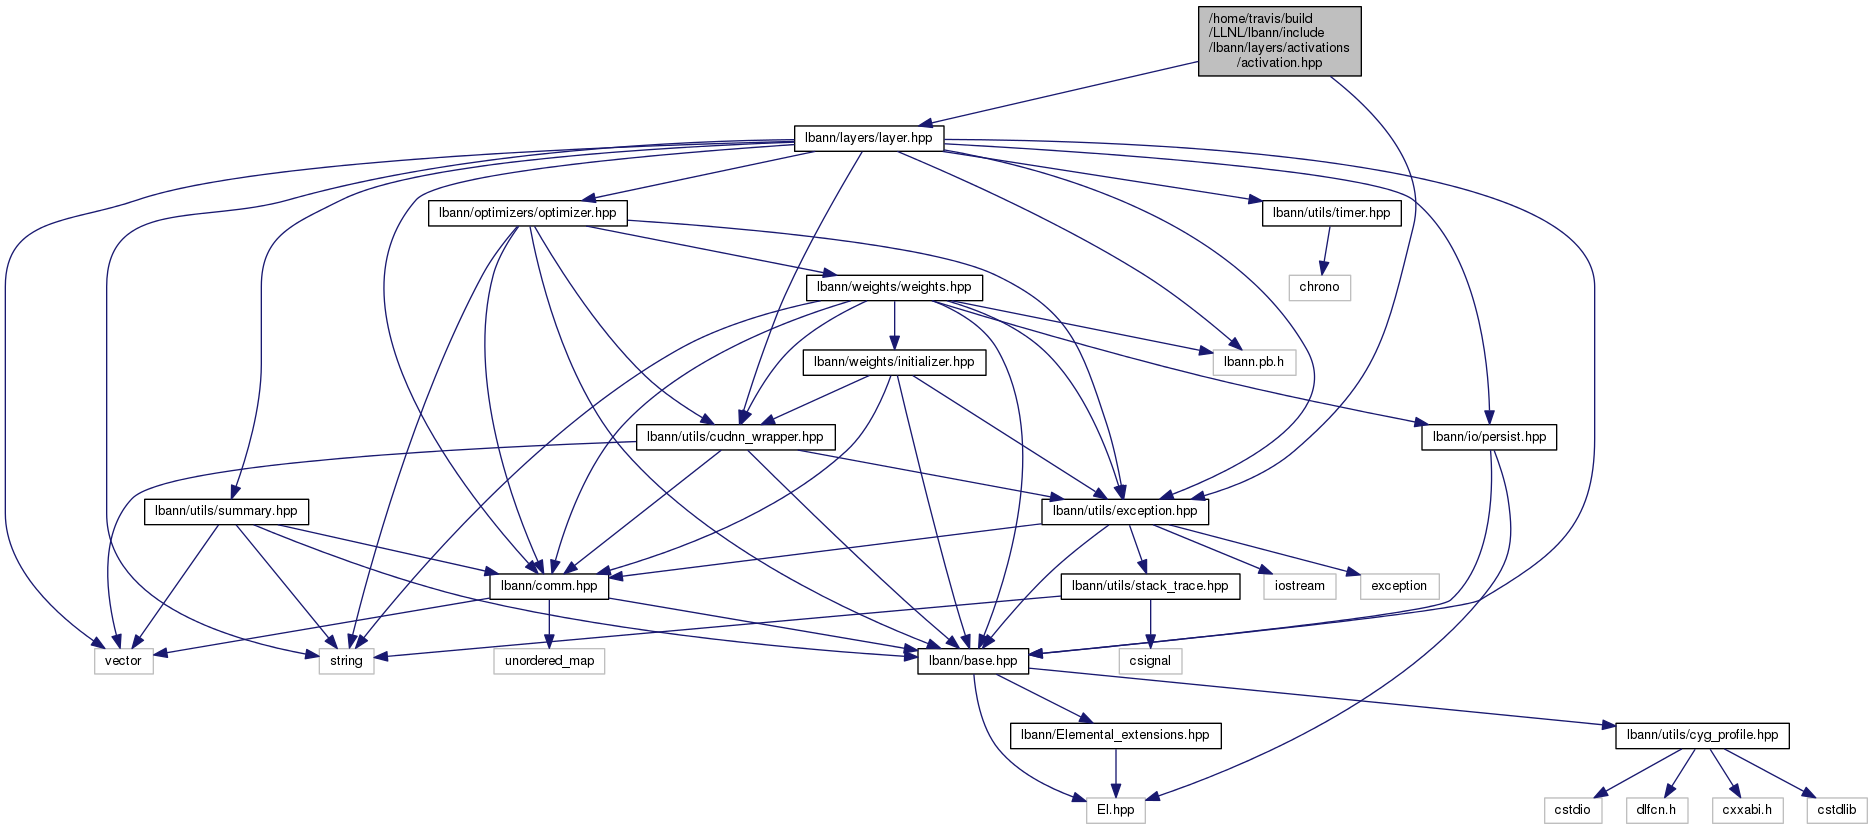 /home/travis/build
/LLNL/lbann/include
/lbann/layers/activations
/activation.hpp
lbann/layers/layer.hpp
lbann/optimizers/optimizer.hpp
lbann/utils/timer.hpp
lbann/weights/weights.hpp
chrono
lbann/weights/initializer.hpp
lbann.pb.h
lbann/utils/cudnn_wrapper.hpp
lbann/io/persist.hpp
lbann/utils/summary.hpp
lbann/utils/exception.hpp
lbann/comm.hpp
lbann/utils/stack_trace.hpp
iostream
exception
vector
string
unordered_map
lbann/base.hpp
csignal
lbann/Elemental_extensions.hpp
lbann/utils/cyg_profile.hpp
El.hpp
cstdio
dlfcn.h
cxxabi.h
cstdlib